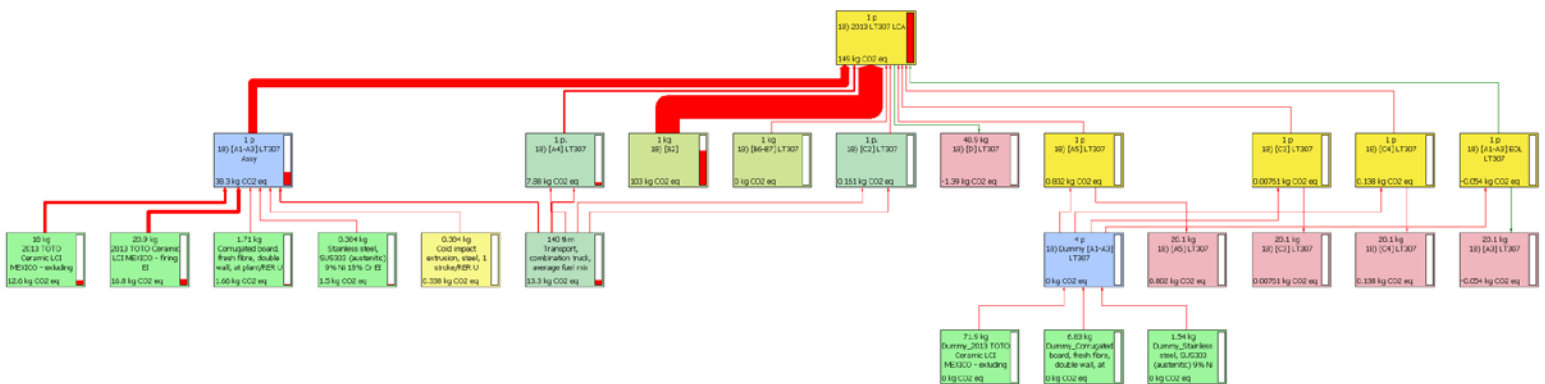 1 p
18) 2013 LT307 LCA
149 kg CO2 eq
1 p
18) [A1-A3] LT307
Assy
38.3 kg CO2 eq
1 p.
18) [A4] LT307
7.88 kg CO2 eq
1 kg
18) [B2]
103 kg CO2 eq
1 kg
18) [B6-B7] LT307
0 kg CO2 eq
1 p.
18) [C2] LT307
0.151 kg CO2 eq
40.9 kg
18) [D] LT307
-1.39 kg CO2 eq
1 p
18) [A5] LT307
0.802 kg CO2 eq
1 p
18) [C3] LT307
0.00751 kg CO2 eq
1 p
18) [C4] LT307
0.138 kg CO2 eq
1 p
18) [A1-A3] EOL
LT307
-0.054 kg CO2 eq
18 kg
2013 TOTO
Ceramic LCI
MEXICO - exluding
12.6 kg CO2 eq
20.9 kg
2013 TOTO Ceramic
LCI MEXICO - firing
EI
16.8 kg CO2 eq
1.71 kg
Corrugated board,
fresh fibre, double
wall, at plant/RER U
1.66 kg CO2 eq
0.304 kg
Stainless steel,
SUS303 (austenitic)
9% Ni 18% Cr EI
1.5 kg CO2 eq
0.304 kg
Cold impact
extrusion, steel, 1
stroke/RER U
0.338 kg CO2 eq
140 tkm
Transport,
combination truck,
average fuel mix
13.3 kg CO2 eq
4 p
18) Dummy [A1-A3]
LT307
0 kg CO2 eq
20.1 kg
18) [A5] LT307
0.802 kg CO2 eq
20.1 kg
18) [C3] LT307
0.00751 kg CO2 eq
20.1 kg
18) [C4] LT307
0.138 kg CO2 eq
20.1 kg
18) [A3] LT307
-0.054 kg CO2 eq
71.9 kg
Dummy_2013 TOTO
Ceramic LCI
MEXICO - exluding
0 kg CO2 eq
6.83 kg
Dummy_Corrugated
board, fresh fibre,
double wall, at
0 kg CO2 eq
1.54 kg
Dummy_Stainless
steel, SUS303
(austenitic) 9% Ni
0 kg CO2 eq